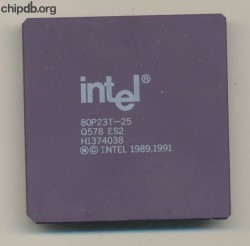 chipdb.org
intel®
80P23T-25
Q578 ES2
H1374038
Ⓜ © INTEL 1989,1991